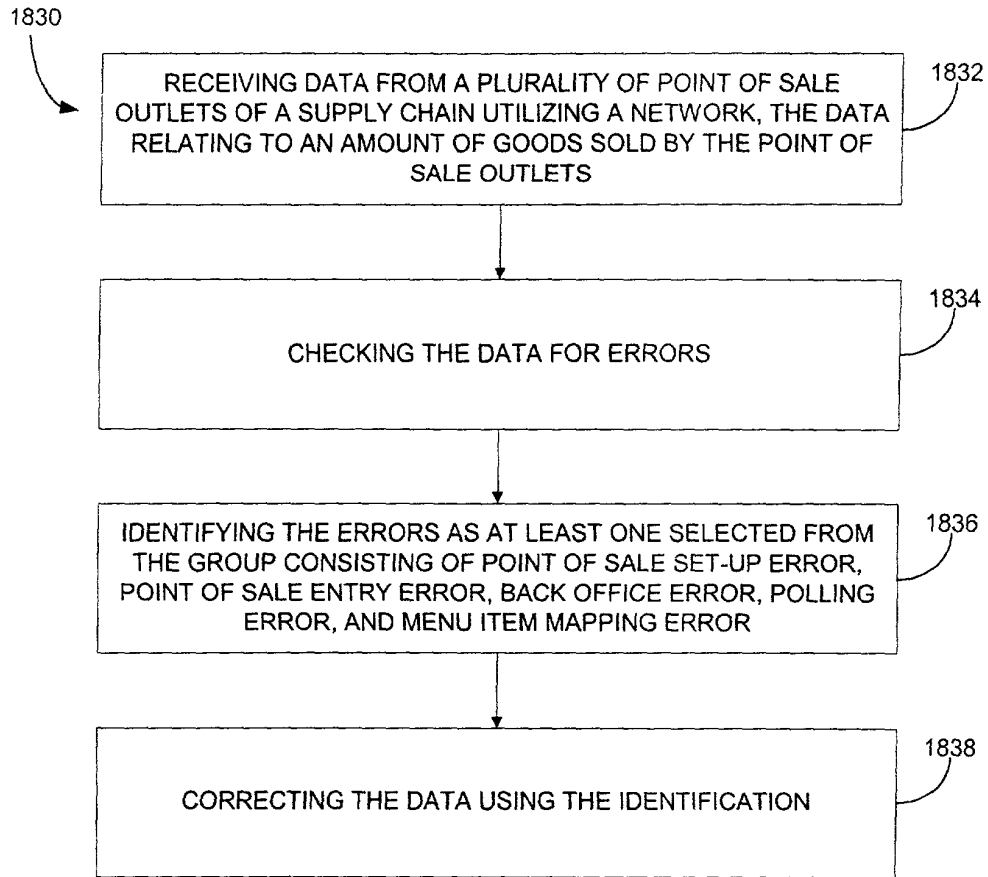 1830
RECEIVING DATA FROM A PLURALITY OF POINT OF SALE
OUTLETS OF A SUPPLY CHAIN UTILIZING A NETWORK, THE DATA
RELATING TO AN AMOUNT OF GOODS SOLD BY THE POINT OF
SALE OUTLETS
1832
CHECKING THE DATA FOR ERRORS
1834
IDENTIFYING THE ERRORS AS AT LEAST ONE SELECTED FROM
THE GROUP CONSISTING OF POINT OF SALE SET-UP ERROR,
POINT OF SALE ENTRY ERROR, BACK OFFICE ERROR, POLLING
ERROR, AND MENU ITEM MAPPING ERROR
1836
CORRECTING THE DATA USING THE IDENTIFICATION
1838